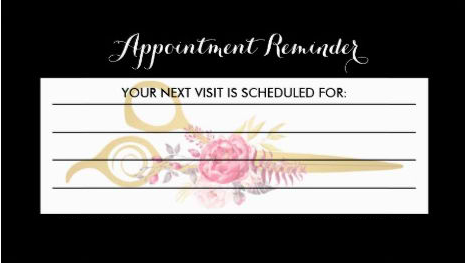 Appointment Reminder
YOUR NEXT VISIT IS SCHEDULED FOR: